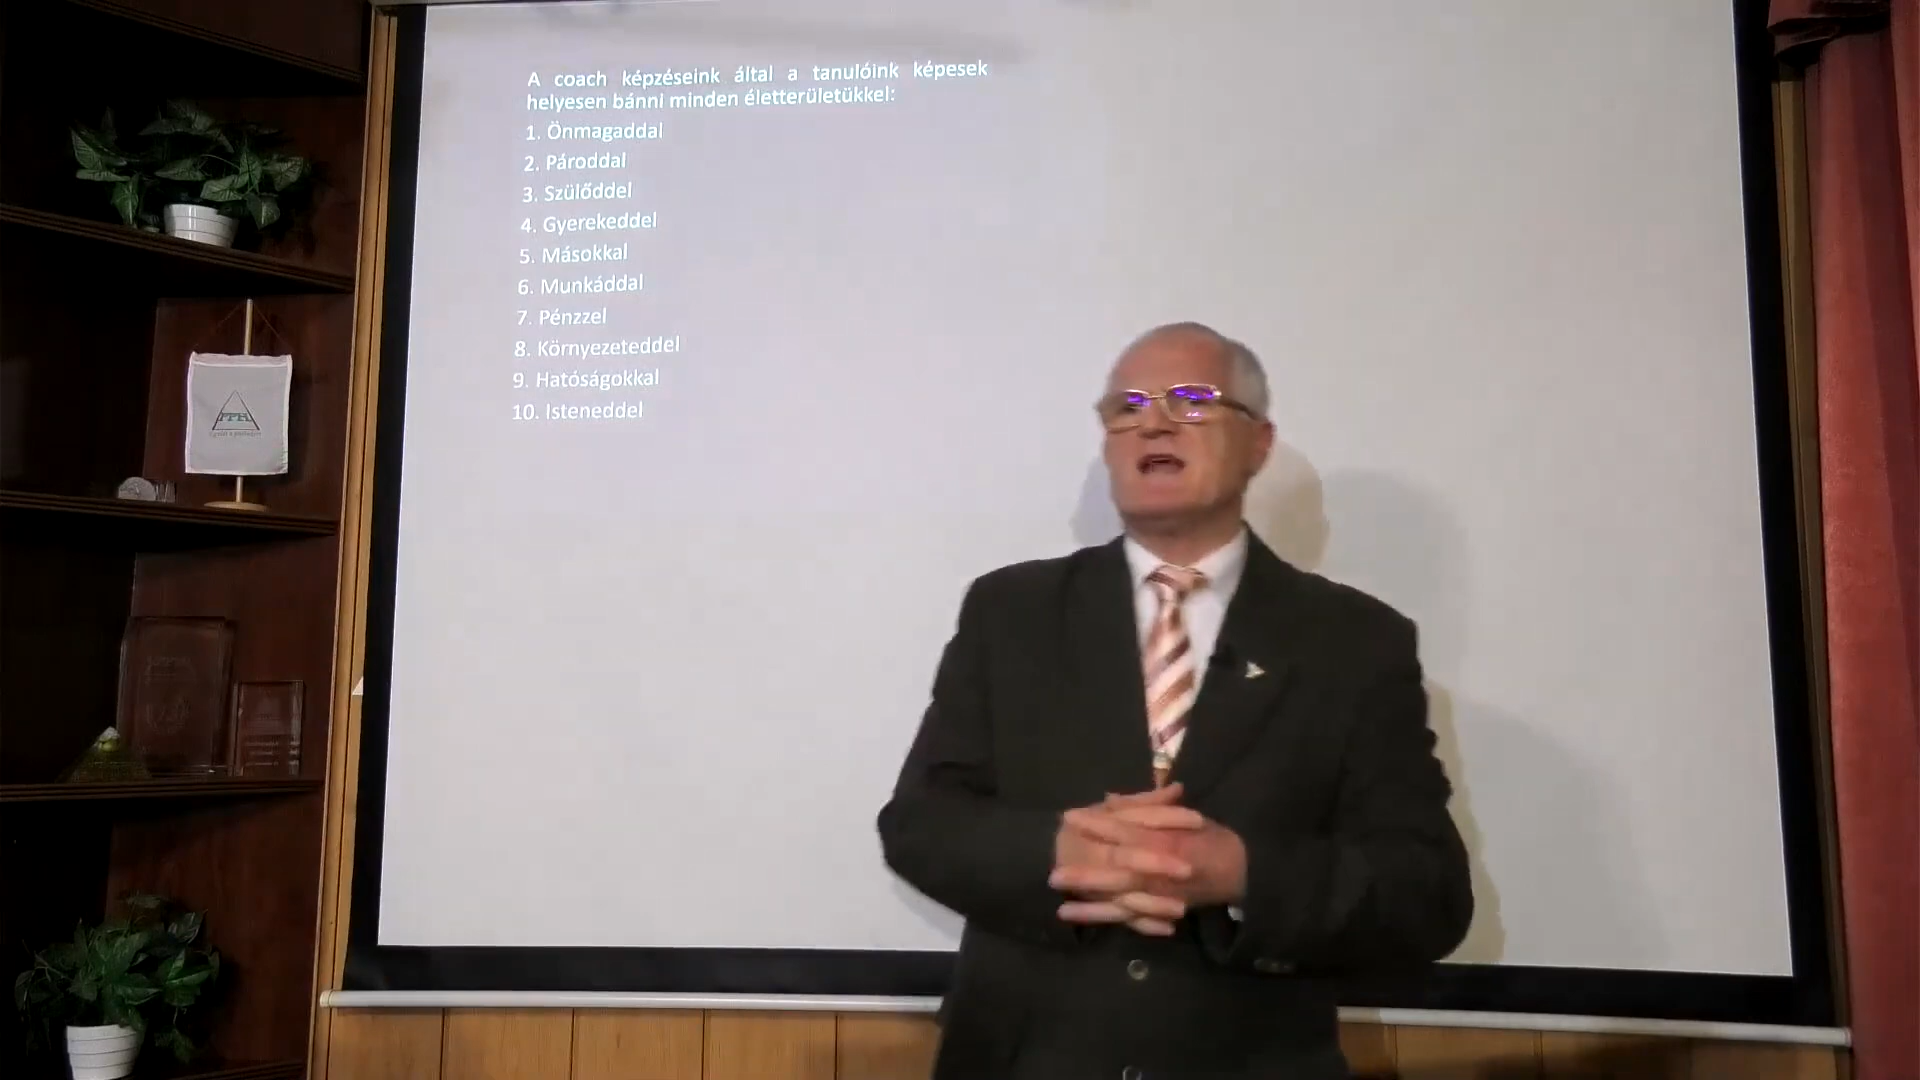 A coach képzéseink által a tanulóink képesek
helyesen bánni minden életterületükkel:
1. Önmagaddal
2. Pároddal
3. Szülőddel
4. Gyerekeddel
5. Másokkal
6. Munkáddal
7. Pénzzel
8. Környezeteddel
9. Hatóságokkal
10. Isteneddel